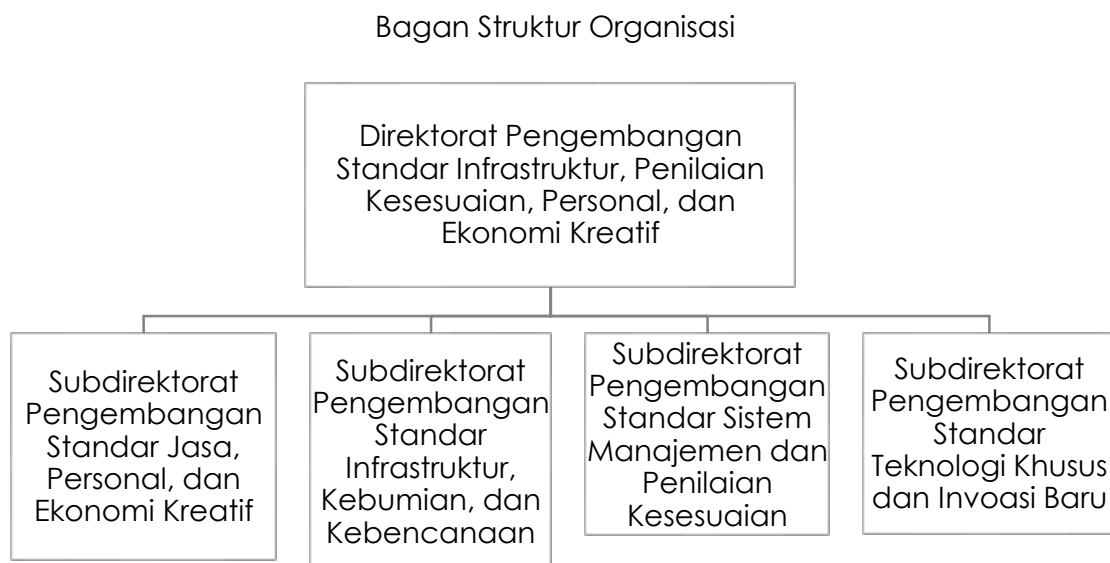 Bagan Struktur Organisasi
Direktorat Pengembangan
Standar Infrastruktur, Penilaian
Kesesuaian, Personal, dan
Ekonomi Kreatif
Subdirektorat
Pengembangan
Standar Jasa,
Personal, dan
Ekonomi Kreatif
Subdirektorat
Pengembangan
Standar
Infrastruktur,
Kebumian, dan
Kebencanaan
Subdirektorat
Pengembangan
Standar Sistem
Manajemen dan
Penilaian
Kesesuaian
Subdirektorat
Pengembangan
Standar
Teknologi Khusus
dan Invoasi Baru